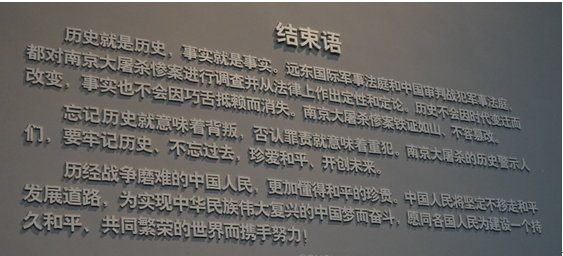 结束语
历史就是历史，事实就是事实。远东国际军事法庭和中国审判战犯军事法庭，
都对南京大屠杀惨案进行调查并从法律上作出定性和定论。历史不会因时代变迁而
改变，事实也不会因巧舌抵赖而消失。南京大屠杀惨案铁证如山、不容篡改。
忘记历史就意味着背叛，否认罪责就意味着重犯。南京大屠杀的历史警示人
们，要牢记历史、不忘过去，珍爱和平、开创未来。
历经战争磨难的中国人民，更加懂得和平的珍贵。中国人民将坚定不移走和平
发展道路，为实现中华民族伟大复兴的中国梦而奋斗，愿同各国人民为建设一个持
久和平、共同繁荣的世界而携手努力！